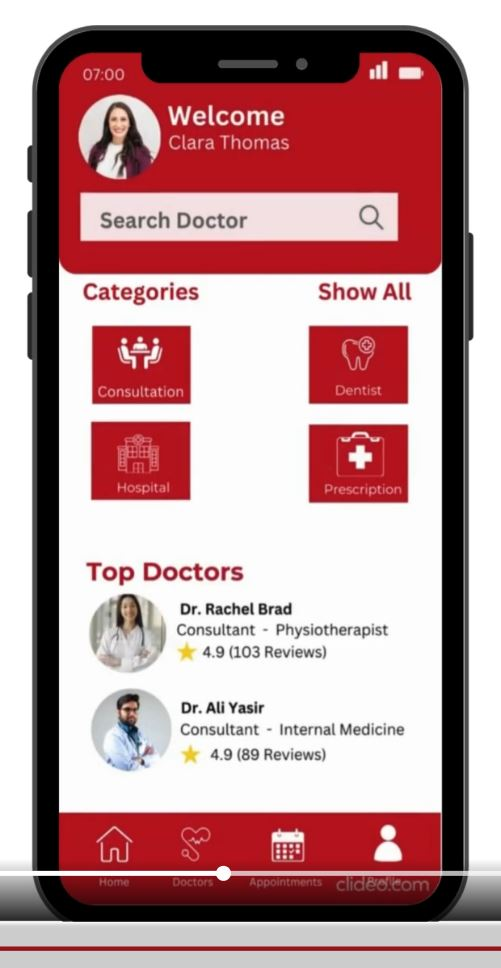 07:00
Welcome
Clara Thomas
Search Doctor
Categories
Show All
Consultation
Dentist
Hospital
Prescription
Top Doctors
Dr. Rachel Brad
Consultant - Physiotherapist
4.9 (103 Reviews)
Dr. Ali Yasir
Consultant - Internal Medicine
4.9 (89 Reviews)
Home
Doctors
Appointments
Profile
clideo.com